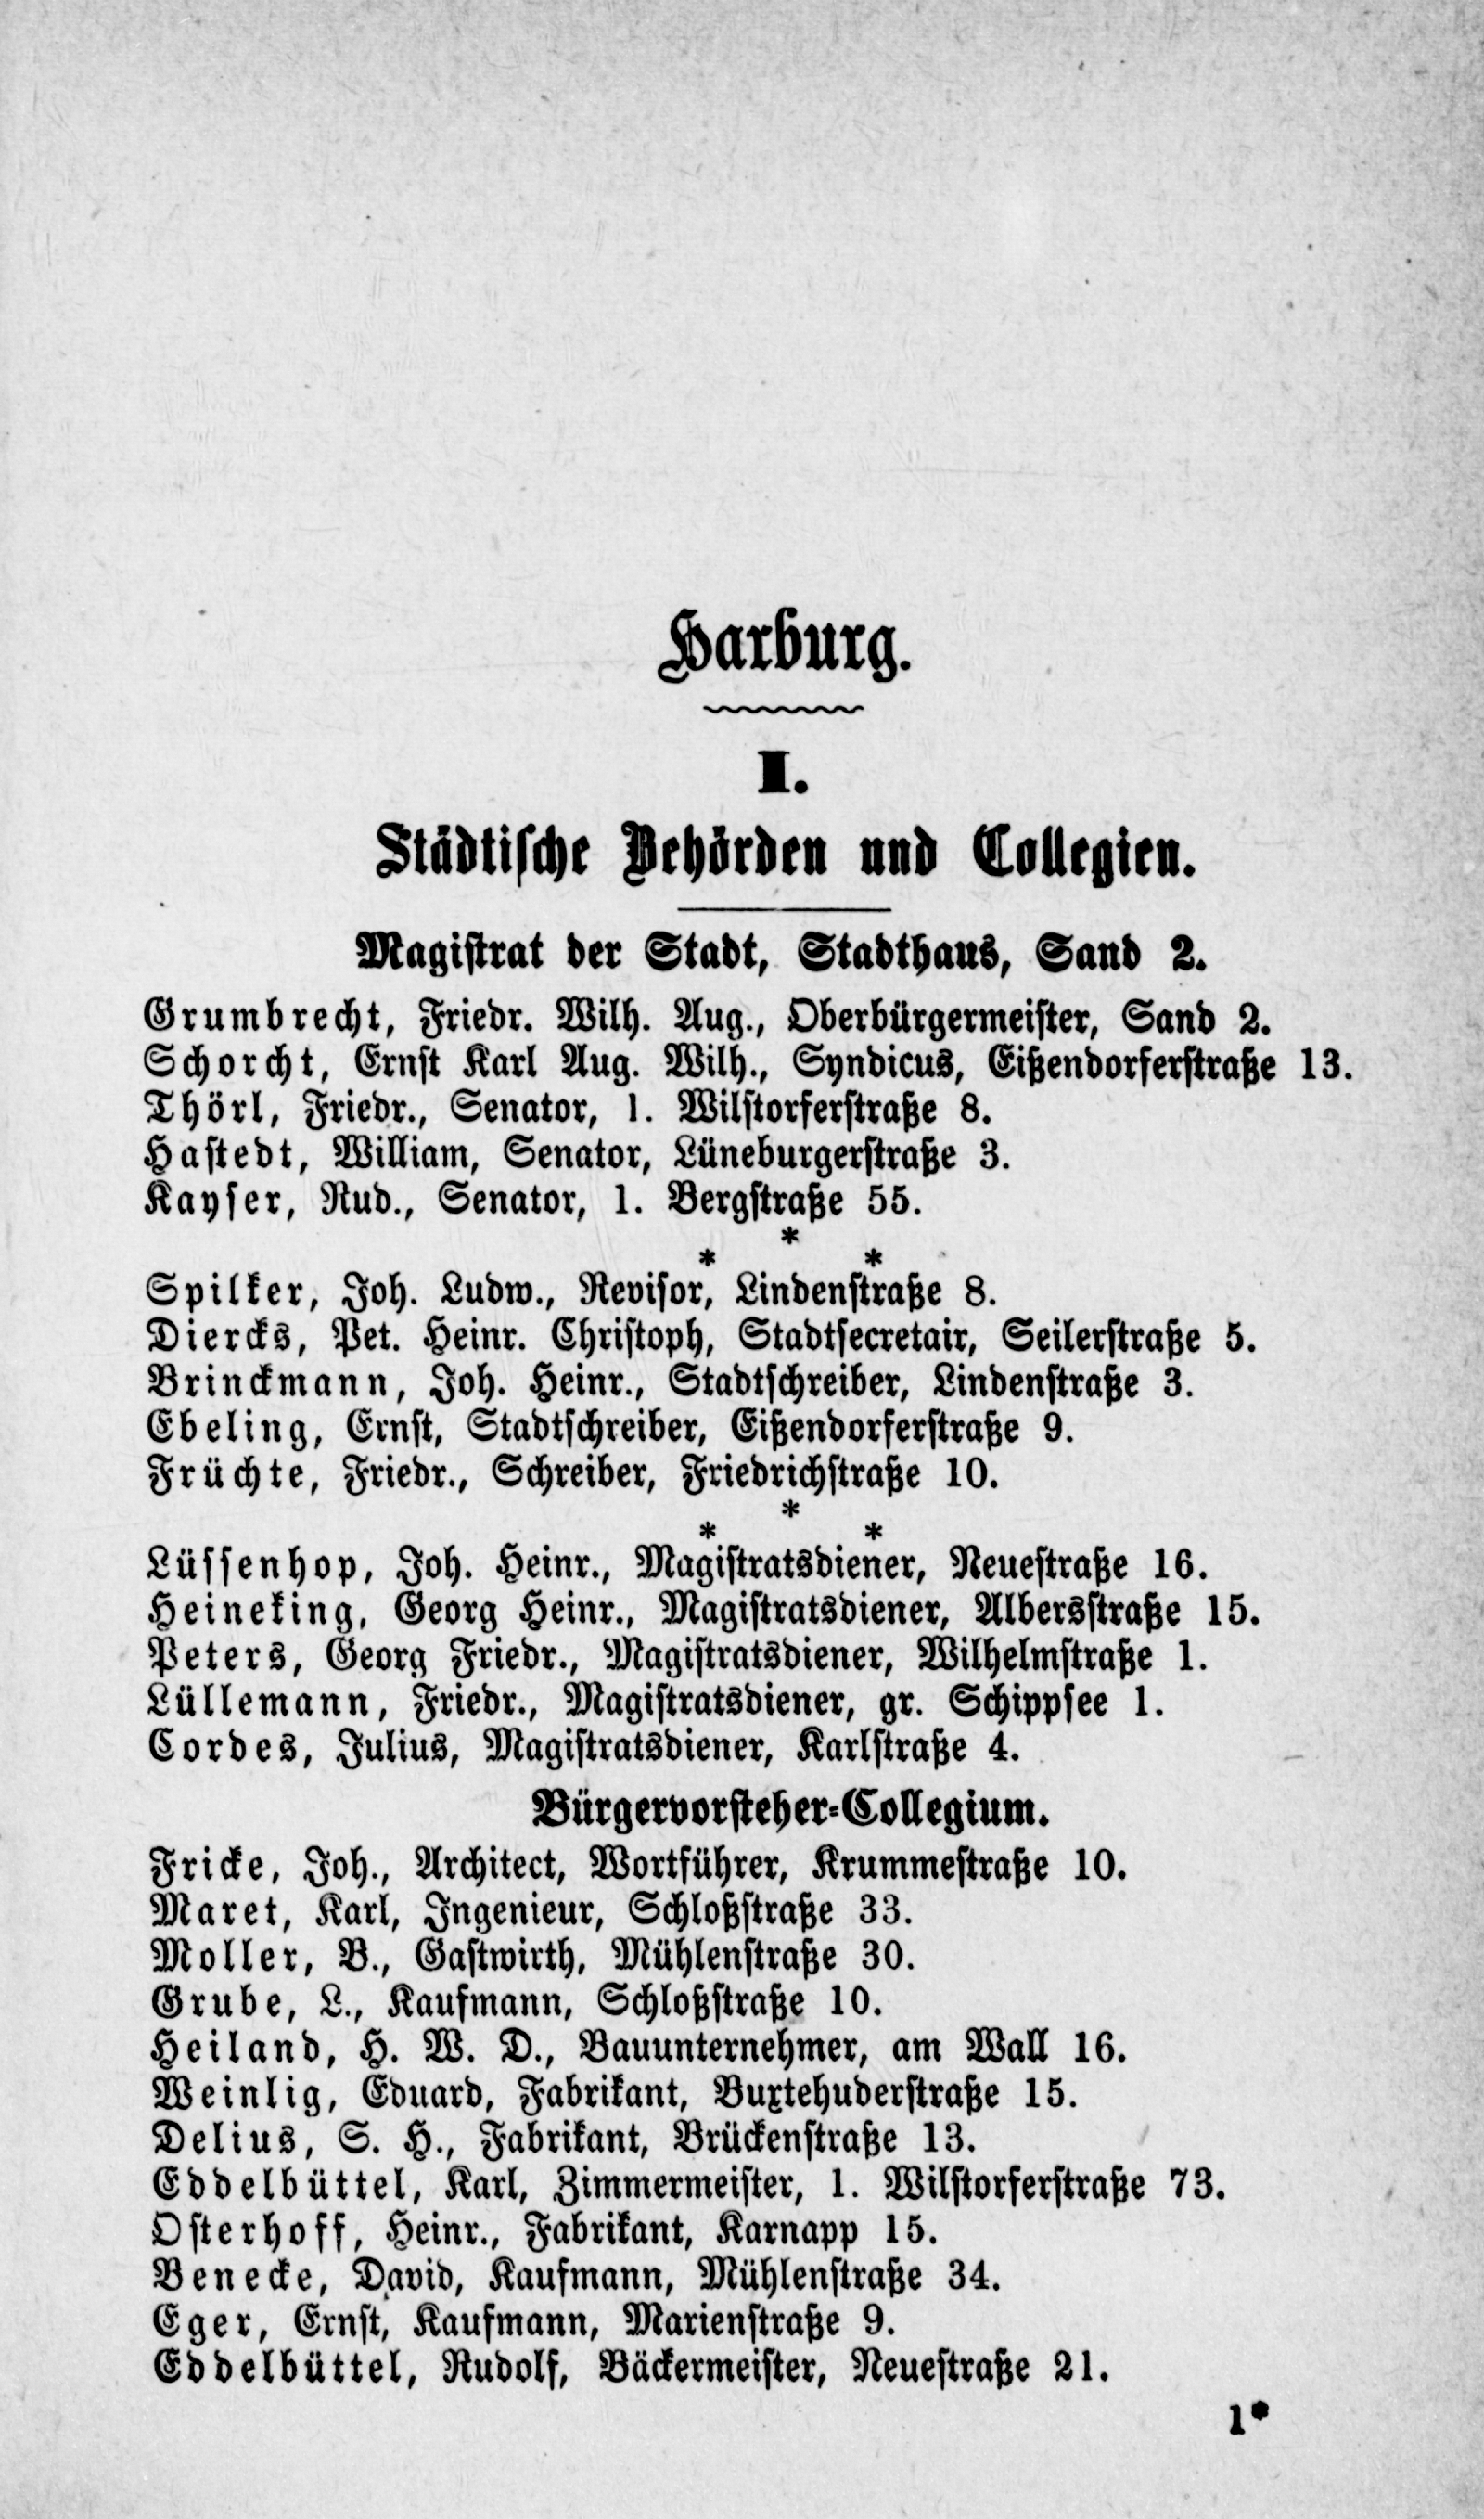 Harburg.
I.
Städtische Behörden und Collegien.
Magistrat der Stadt, Stadthaus, Sand 2.
Grumbrecht, Friedr. Wilh. Aug., Oberbürgermeister, Sand 2.
Schorcht, Ernst Karl Aug. Wilh., Syndicus, Eißendorferstraße 13.
Thörl, Friedr., Senator, 1. Wilstorferstraße 8.
Hastedt, William, Senator, Lüneburgerstraße 3.
Kayser, Rud., Senator, 1. Bergstraße 55.
* * *
Spilker, Joh. Ludw., Revisor, Lindenstraße 8.
Diercks, Pet. Heinr. Christoph, Stadtsecretair, Seilerstraße 5.
Brinckmann, Joh. Heinr., Stadtschreiber, Lindenstraße 3.
Ebeling, Ernst, Stadtschreiber, Eißendorferstraße 9.
Früchte, Friedr., Schreiber, Friedrichstraße 10.
* * *
Lüssenhop, Joh. Heinr., Magistratsdiener, Neuestraße 16.
Heineking, Georg Heinr., Magistratsdiener, Albersstraße 15.
Peters, Georg Friedr., Magistratsdiener, Wilhelmstraße 1.
Lüllemann, Friedr., Magistratsdiener, gr. Schippsee 1.
Cordes, Julius, Magistratsdiener, Karlstraße 4.
Bürgervorsteher-Collegium.
Fricke, Joh., Architect, Wortführer, Krummestraße 10.
Maret, Karl, Ingenieur, Schloßstraße 33.
Moller, B., Gastwirth, Mühlenstraße 30.
Grube, L., Kaufmann, Schloßstraße 10.
Heiland, H. W. D., Bauunternehmer, am Wall 16.
Weinlig, Eduard, Fabrikant, Buxtehuderstraße 15.
Delius, S. H., Fabrikant, Brückenstraße 13.
Eddelbüttel, Karl, Zimmermeister, 1. Wilstorferstraße 73.
Osterhoff, Heinr., Fabrikant, Karnapp 15.
Benecke, David, Kaufmann, Mühlenstraße 34.
Eger, Ernst, Kaufmann, Marienstraße 9.
Eddelbüttel, Rudolf, Bäckermeister, Neuestraße 21.
1*